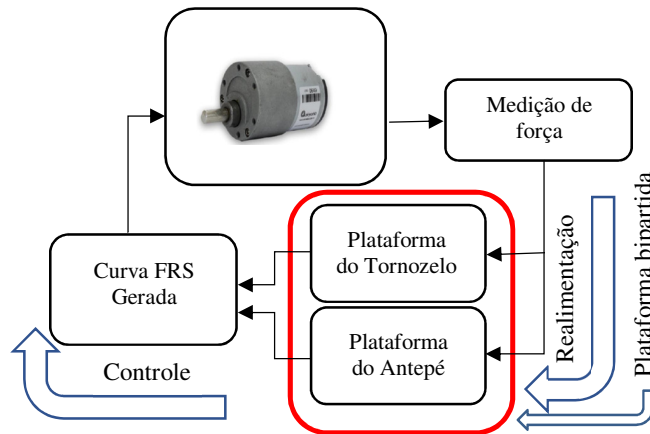 Medição de
força
Plataforma
do Tornozelo
Curva FRS
Gerada
Plataforma
do Antepé
Controle
Realimentação
Plataforma bipartida